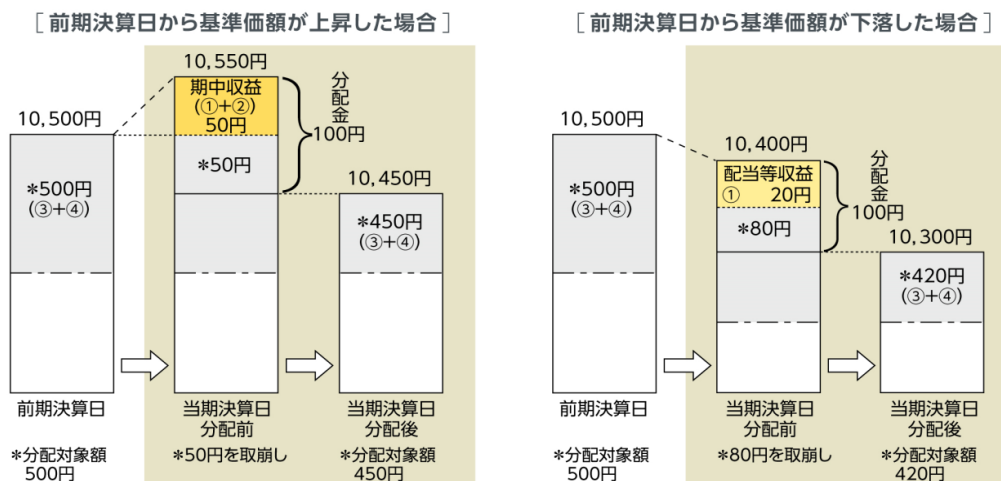 [前期決算日から基準価額が上昇した場合]
10,550円
期中収益
(①+②)
50円
分配金
100円
10,500円
*500円
(③+④)
*50円
10,450円
*450円
(③+④)
前期決算日
当期決算日
分配前
当期決算日
分配後
*分配対象額
500円
*50円を取崩し
*分配対象額
450円
[前期決算日から基準価額が下落した場合]
10,500円
*500円
(③+④)
10,400円
配当等収益
① 20円
*80円
分配金
100円
10,300円
*420円
(③+④)
前期決算日
当期決算日
分配前
当期決算日
分配後
*分配対象額
500円
*80円を取崩し
*分配対象額
420円